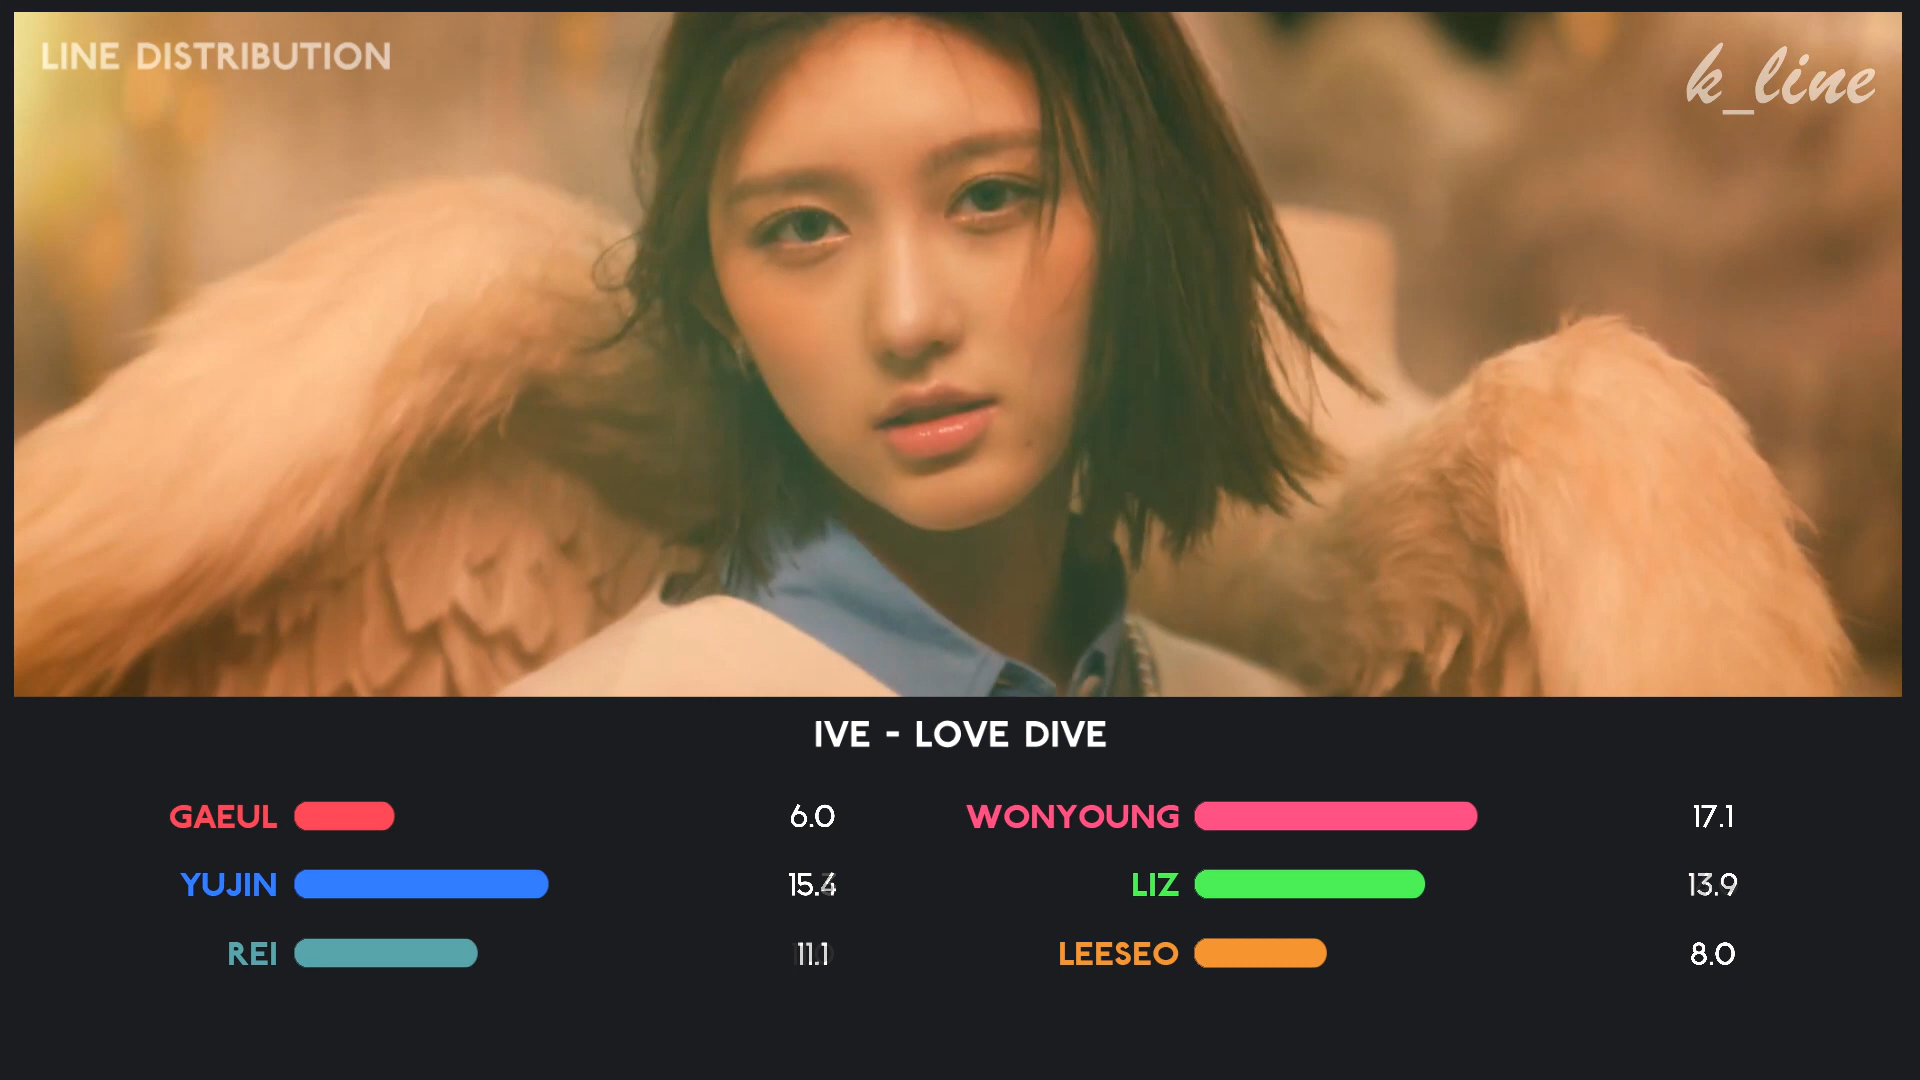 LINE DISTRIBUTION
k_line
IVE - LOVE DIVE
GAEUL 6.0 WONYOUNG 17.1
YUJIN 15.4 LIZ 13.9
REI 11.1 LEESEO 8.0